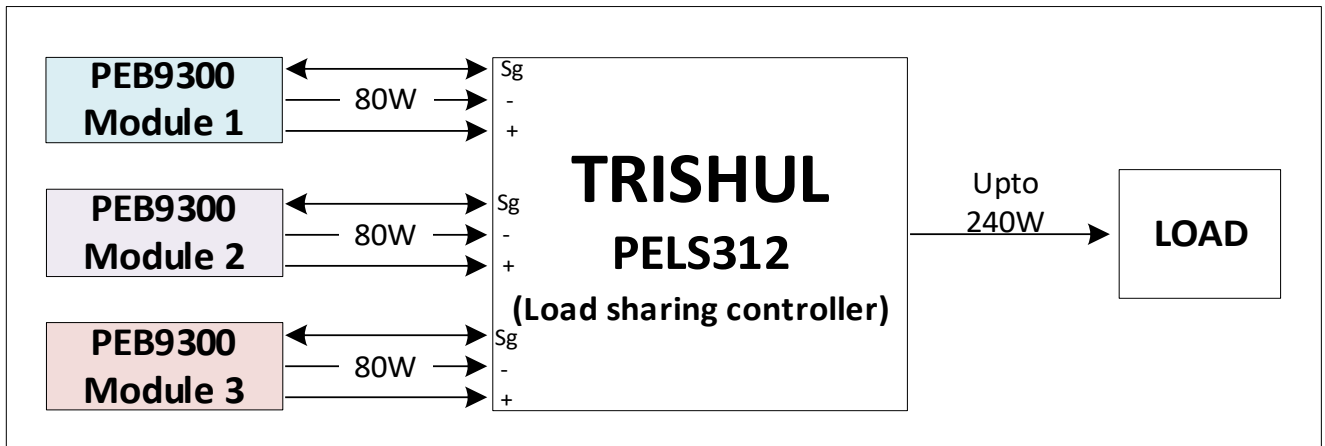 PEB9300
Module 1
80W
Sg
-
+
PEB9300
Module 2
80W
Sg
-
+
PEB9300
Module 3
80W
Sg
-
+
TRISHUL
PELS312
(Load sharing controller)
Upto
240W
LOAD